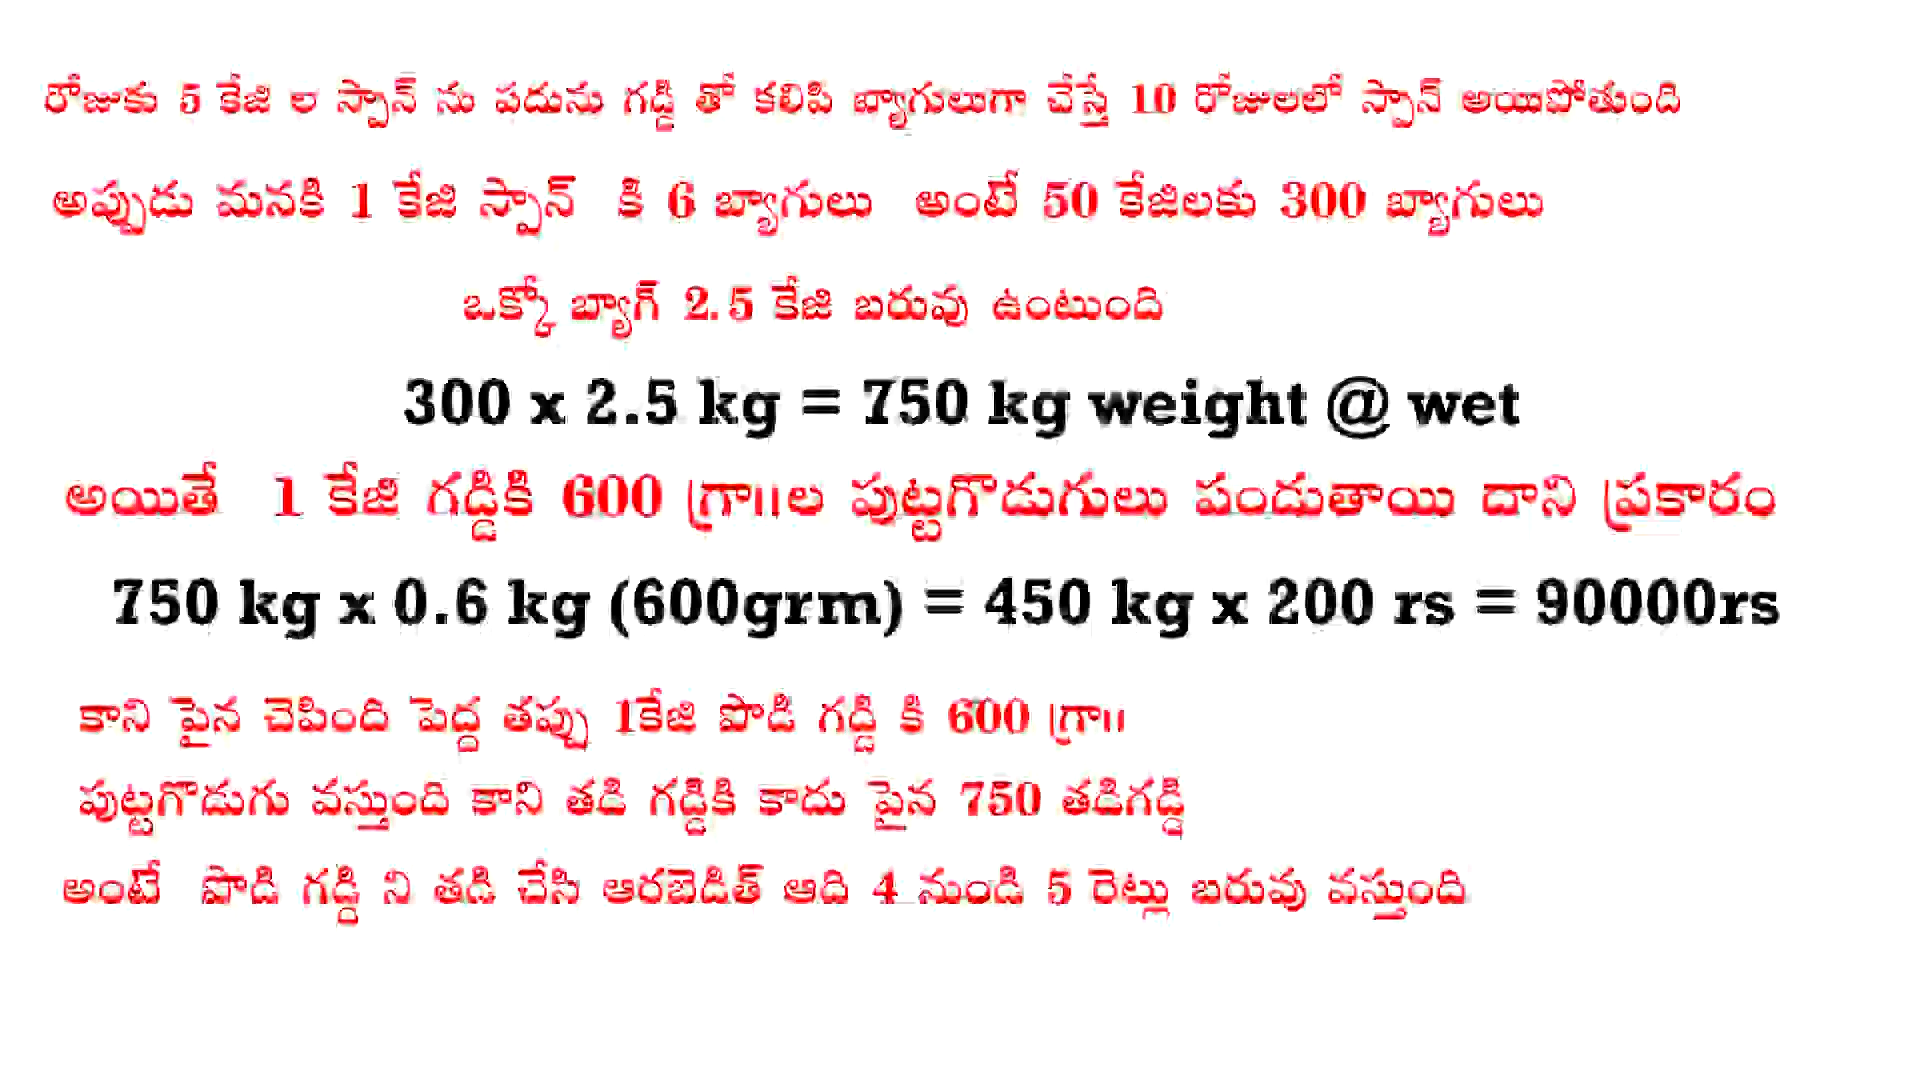 రోజుకు 5 కేజి ల స్పాన్ ను పదును గడ్డి తో కలిపి బ్యాగులుగా చేస్తే 10 రోజులలో స్పాన్ అయిపోతుంది
అప్పుడు మనకి 1 కేజి స్పాన్ కి 6 బ్యాగులు అంటే 50 కేజిలకు 300 బ్యాగులు
ఒక్కో బ్యాగ్ 2.5 కేజి బరువు ఉంటుంది
300 x 2.5 kg = 750 kg weight @ wet
అయితే 1 కేజి గడ్డికి 600 గ్రా॥ల పుట్టగొడుగులు పండుతాయి దాని ప్రకారం
750 kg x 0.6 kg (600grm) = 450 kg x 200 rs = 90000rs
కాని పైన చెపింది పెద్ద తప్పు 1కేజి పొడి గడ్డి కి 600 గ్రా॥
పుట్టగొడుగు వస్తుంది కాని తడి గడ్డికి కాదు పైన 750 తడిగడ్డి
అంటే పొడి గడ్డి ని తడి చేసి ఆరబెడిత్ ఆది 4 నుండి 5 రెట్లు బరువు వస్తుంది